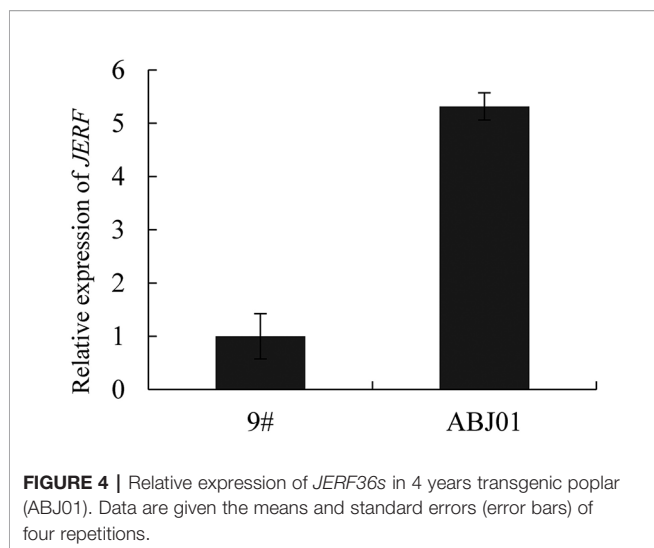 6
5
4
3
2
1
0
Relative expression of JERF
9#
ABJ01
FIGURE 4 | Relative expression of JERF36s in 4 years transgenic poplar
(ABJ01). Data are given the means and standard errors (error bars) of
four repetitions.